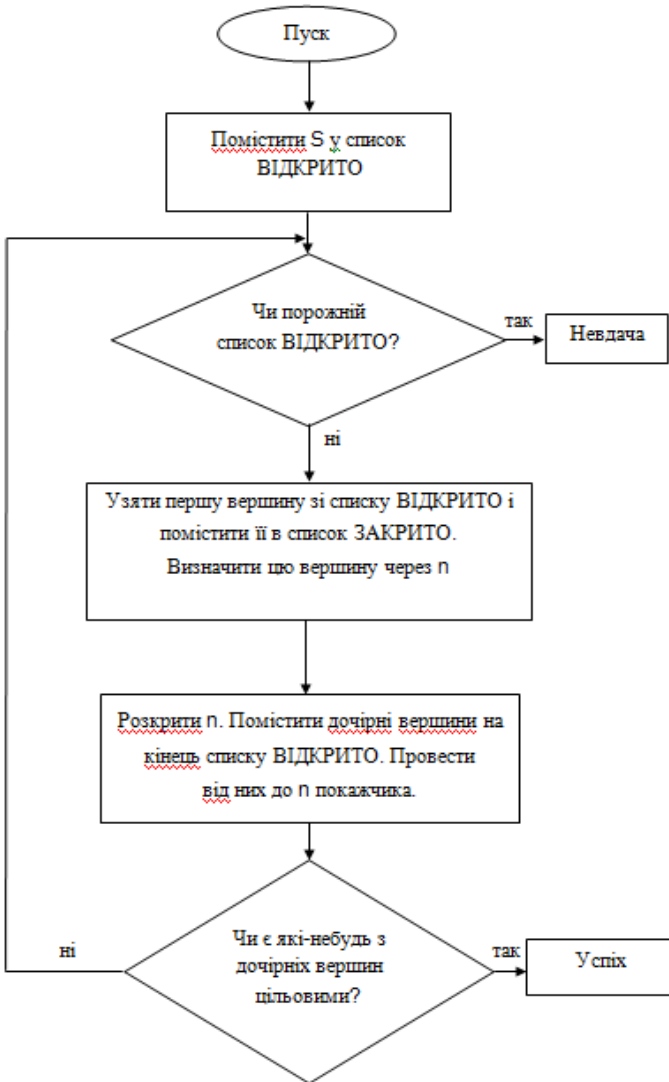 Пуск
Помістити S у список
ВІДКРИТО
Чи порожній
список ВІДКРИТО?
так
Невдача
ні
Узяти першу вершину зі списку ВІДКРИТО і
помістити її в список ЗАКРИТО.
Визначити цю вершину через n
Розкрити n. Помістити дочірні вершини на
кінець списку ВІДКРИТО. Провести
від них до n покажчика.
ні
Чи є які-небудь з
дочірніх вершин
цільовими?
так
Успіх